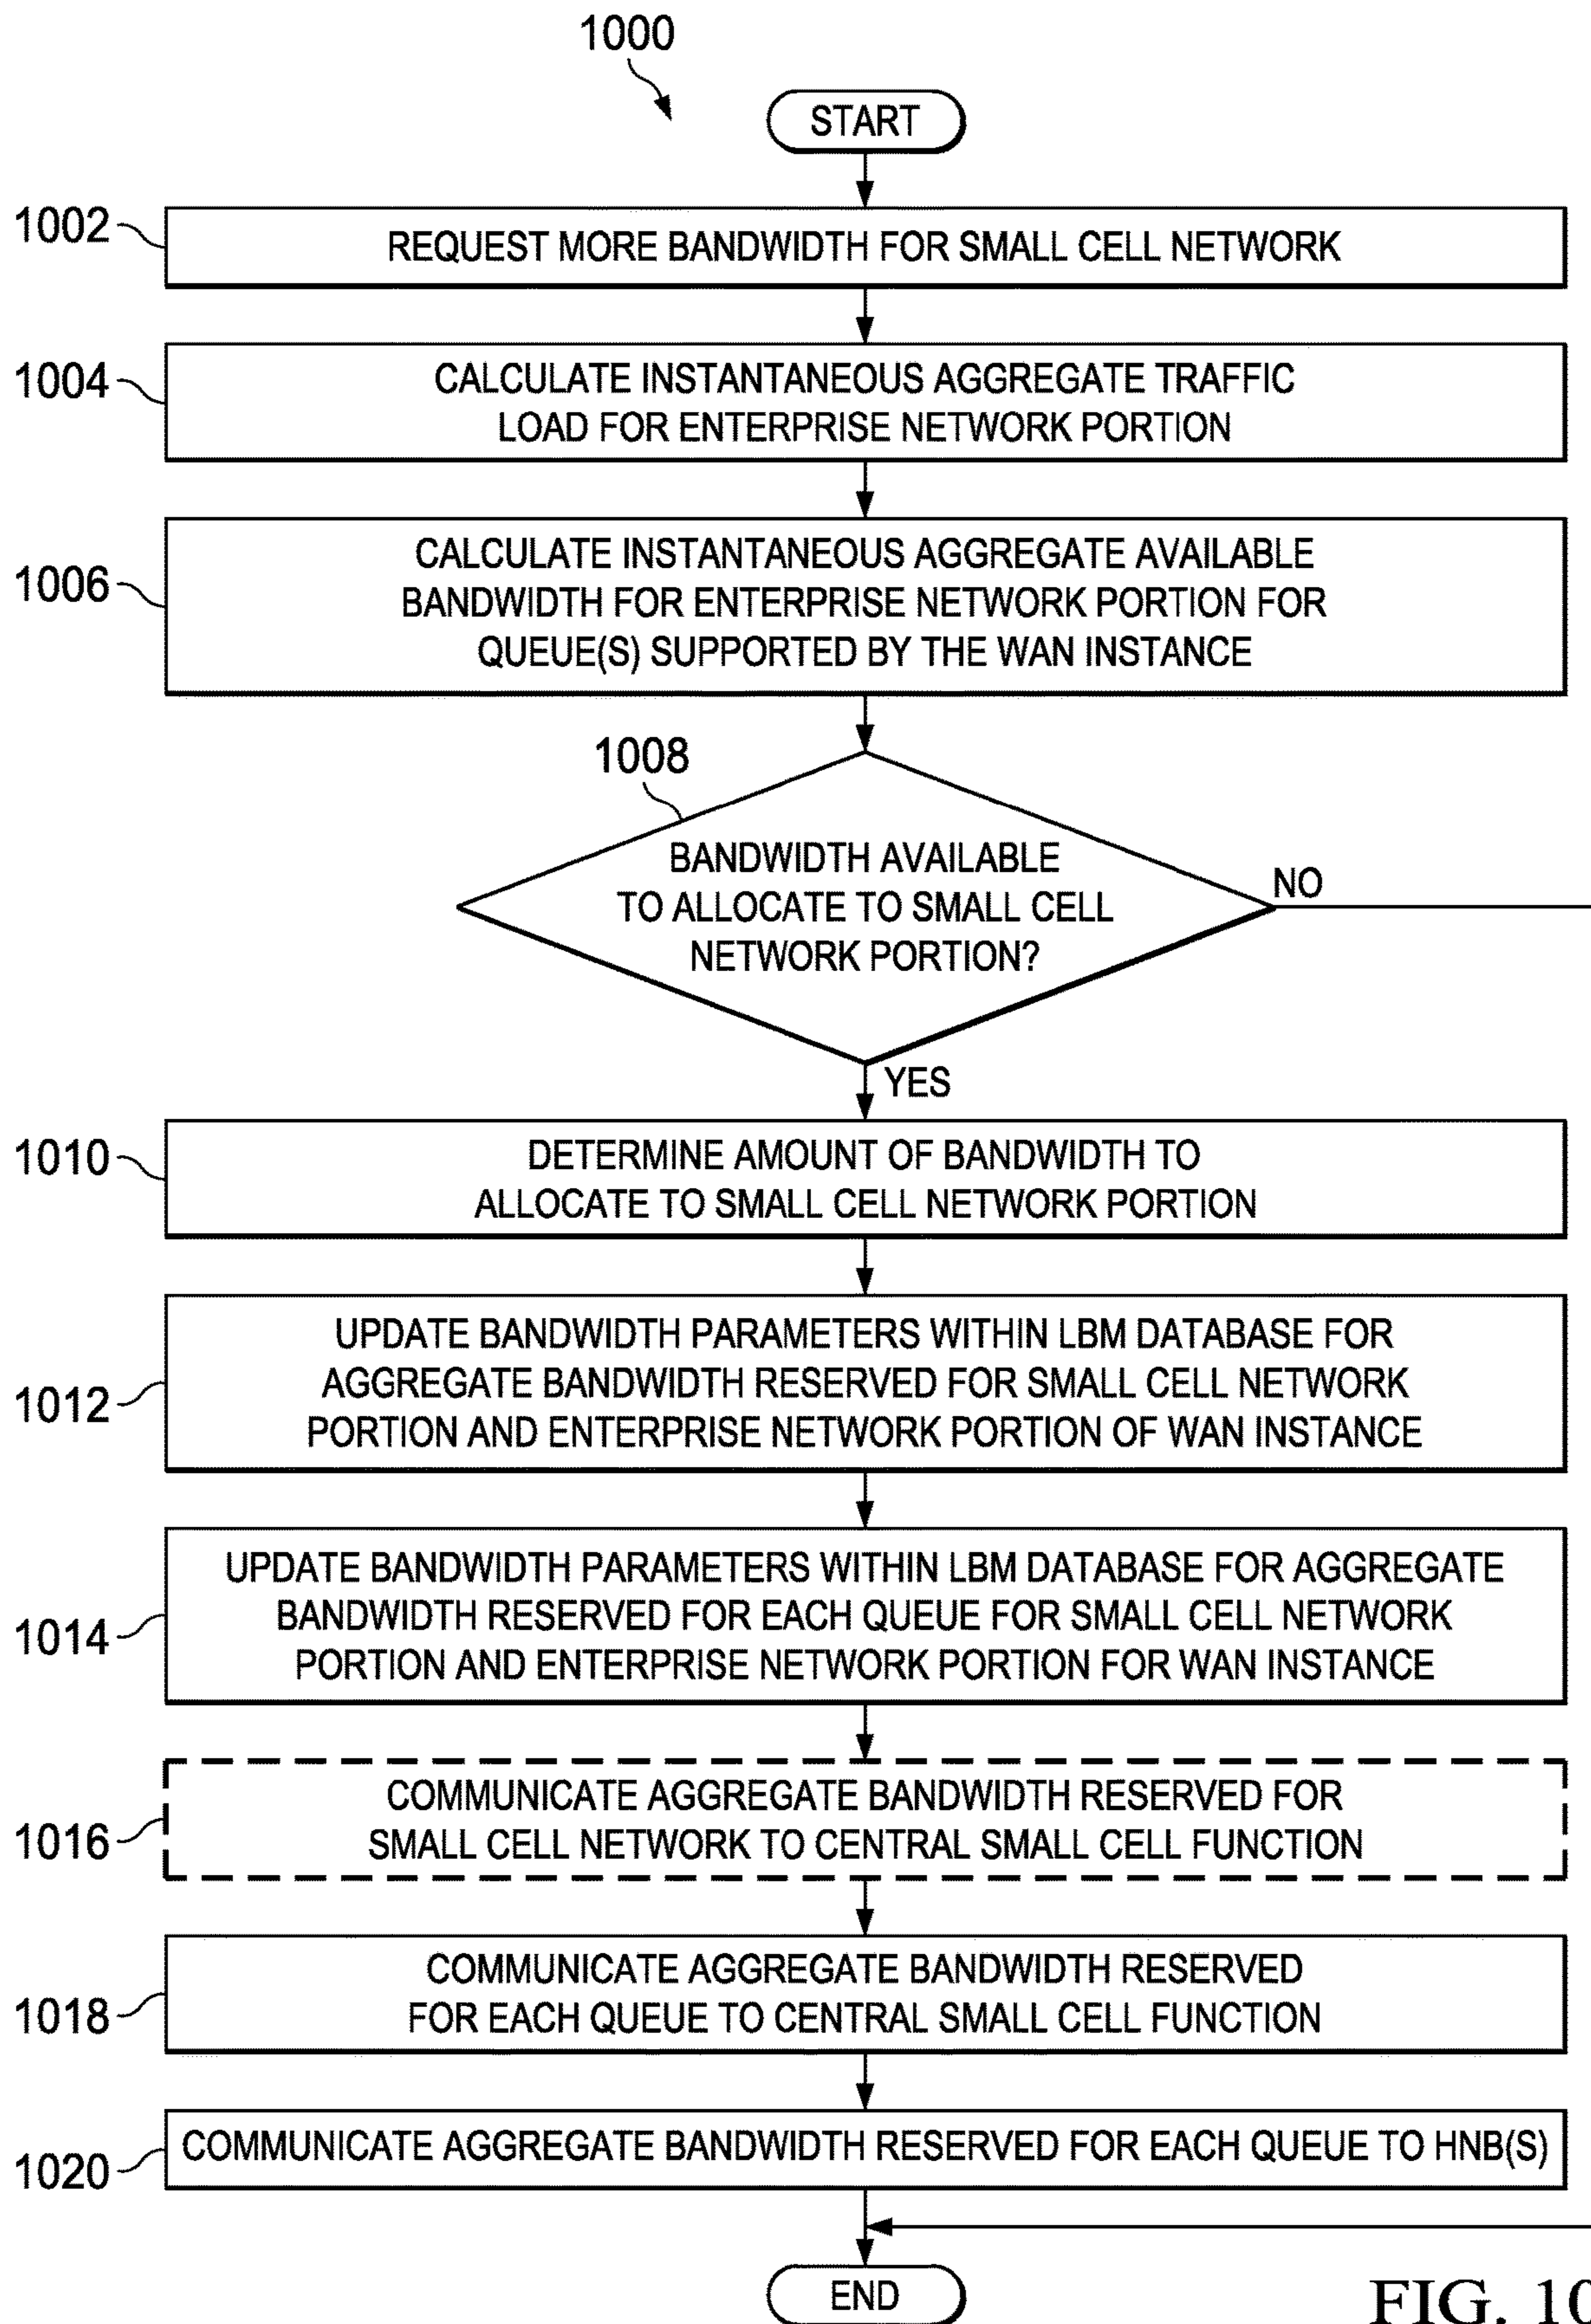 1000
START
1002
REQUEST MORE BANDWIDTH FOR SMALL CELL NETWORK
1004
CALCULATE INSTANTANEOUS AGGREGATE TRAFFIC
LOAD FOR ENTERPRISE NETWORK PORTION
1006
CALCULATE INSTANTANEOUS AGGREGATE AVAILABLE
BANDWIDTH FOR ENTERPRISE NETWORK PORTION FOR
QUEUE(S) SUPPORTED BY THE WAN INSTANCE
1008
BANDWIDTH AVAILABLE
TO ALLOCATE TO SMALL CELL
NETWORK PORTION?
NO
YES
1010
DETERMINE AMOUNT OF BANDWIDTH TO
ALLOCATE TO SMALL CELL NETWORK PORTION
1012
UPDATE BANDWIDTH PARAMETERS WITHIN LBM DATABASE FOR
AGGREGATE BANDWIDTH RESERVED FOR SMALL CELL NETWORK
PORTION AND ENTERPRISE NETWORK PORTION OF WAN INSTANCE
1014
UPDATE BANDWIDTH PARAMETERS WITHIN LBM DATABASE FOR AGGREGATE
BANDWIDTH RESERVED FOR EACH QUEUE FOR SMALL CELL NETWORK
PORTION AND ENTERPRISE NETWORK PORTION FOR WAN INSTANCE
1016
COMMUNICATE AGGREGATE BANDWIDTH RESERVED FOR
SMALL CELL NETWORK TO CENTRAL SMALL CELL FUNCTION
1018
COMMUNICATE AGGREGATE BANDWIDTH RESERVED
FOR EACH QUEUE TO CENTRAL SMALL CELL FUNCTION
1020
COMMUNICATE AGGREGATE BANDWIDTH RESERVED FOR EACH QUEUE TO HNB(S)
END
FIG. 10